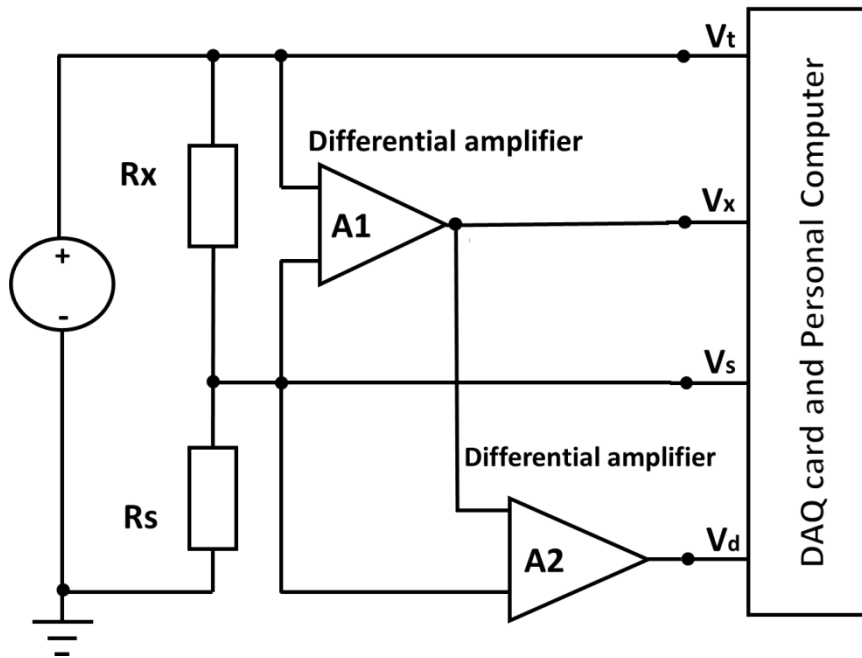 Vt
Differential amplifier
Rx
A1
Vx
+
-
Vs
Differential amplifier
Rs
A2
Vd
DAQ card and Personal Computer